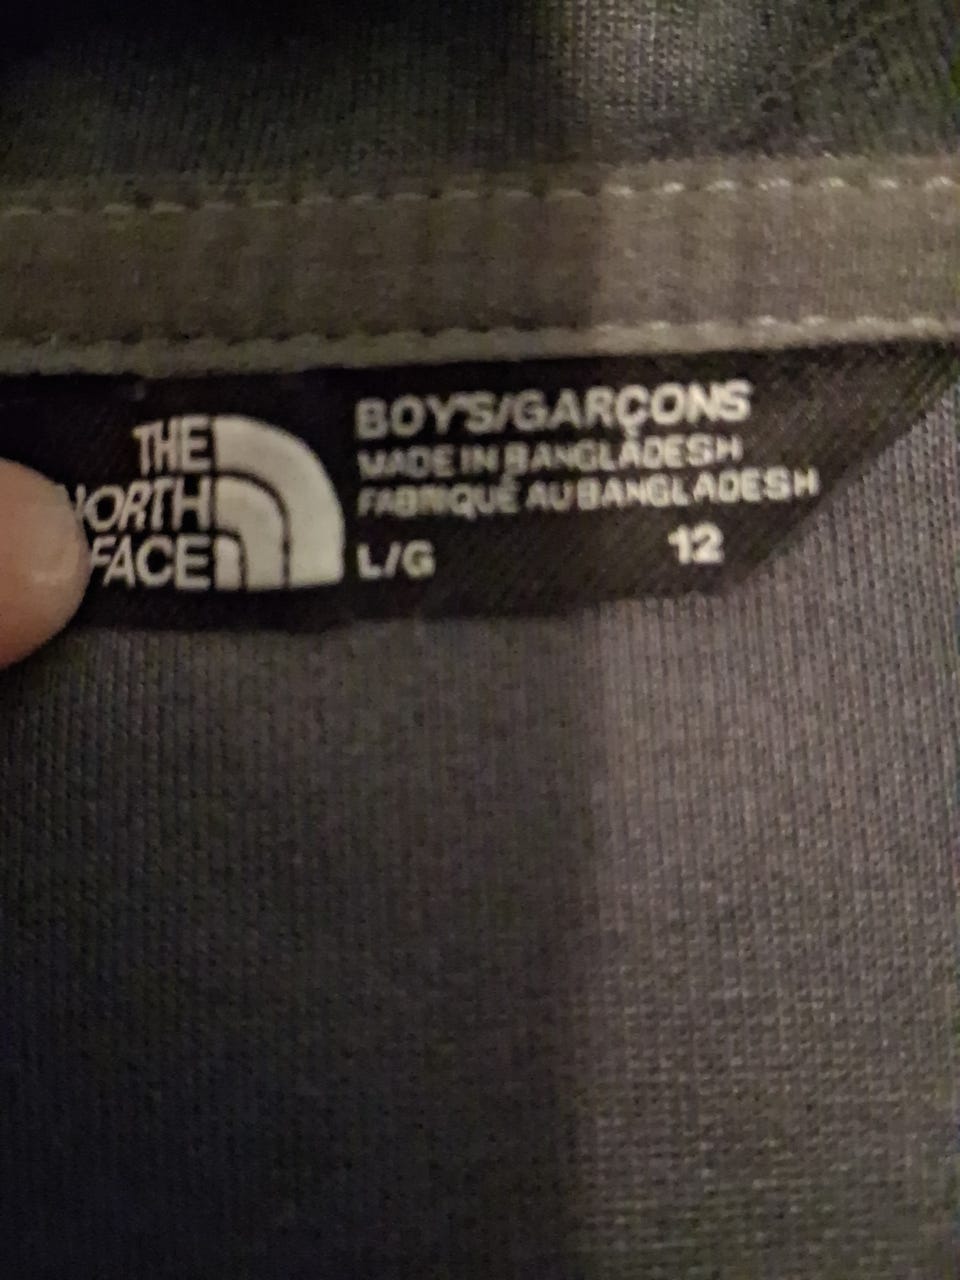 THE
NORTH
FACE
BOY'S/GARÇONS
MADE IN BANGLADESH
FABRIQUÉ AU BANGLADESH
L/G 12